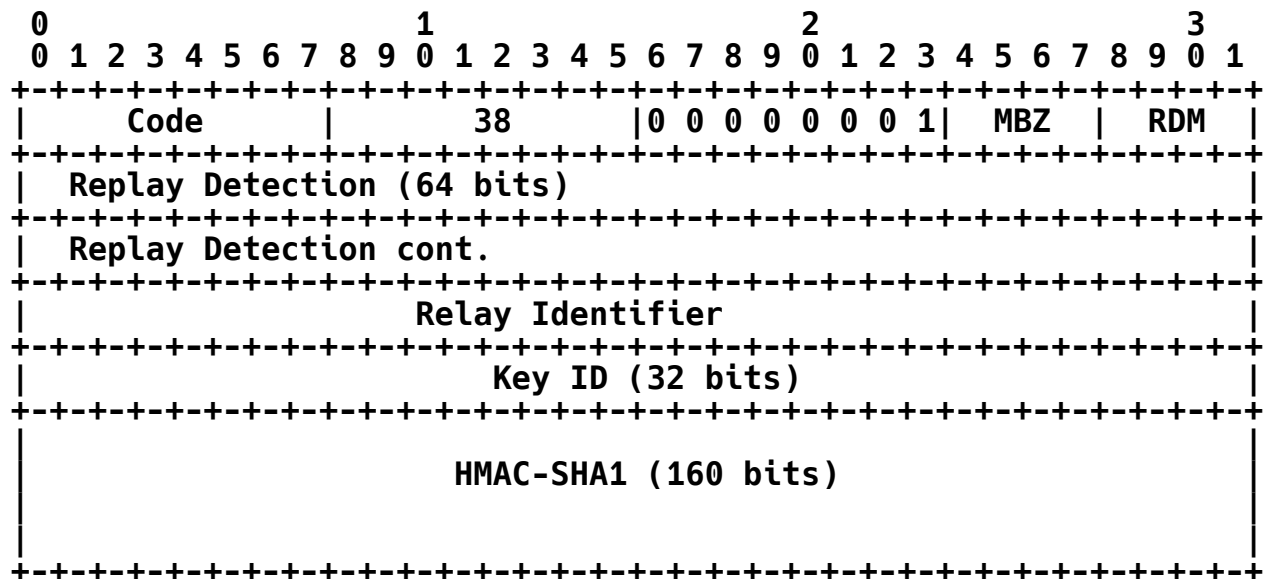 0                   1                   2                   3
 0 1 2 3 4 5 6 7 8 9 0 1 2 3 4 5 6 7 8 9 0 1 2 3 4 5 6 7 8 9 0 1
+-+-+-+-+-+-+-+-+-+-+-+-+-+-+-+-+-+-+-+-+-+-+-+-+-+-+-+-+-+-+-+-+
|     Code      |       38      |0 0 0 0 0 0 0 1|  MBZ  |  RDM  |
+-+-+-+-+-+-+-+-+-+-+-+-+-+-+-+-+-+-+-+-+-+-+-+-+-+-+-+-+-+-+-+-+
|  Replay Detection (64 bits)                                   |
+-+-+-+-+-+-+-+-+-+-+-+-+-+-+-+-+-+-+-+-+-+-+-+-+-+-+-+-+-+-+-+-+
|  Replay Detection cont.                                       |
+-+-+-+-+-+-+-+-+-+-+-+-+-+-+-+-+-+-+-+-+-+-+-+-+-+-+-+-+-+-+-+-+
|                    Relay Identifier                           |
+-+-+-+-+-+-+-+-+-+-+-+-+-+-+-+-+-+-+-+-+-+-+-+-+-+-+-+-+-+-+-+-+
|                        Key ID (32 bits)                       |
+-+-+-+-+-+-+-+-+-+-+-+-+-+-+-+-+-+-+-+-+-+-+-+-+-+-+-+-+-+-+-+-+
|                                                               |
|                      HMAC-SHA1 (160 bits)                     |
|                                                               |
|                                                               |
+-+-+-+-+-+-+-+-+-+-+-+-+-+-+-+-+-+-+-+-+-+-+-+-+-+-+-+-+-+-+-+-+